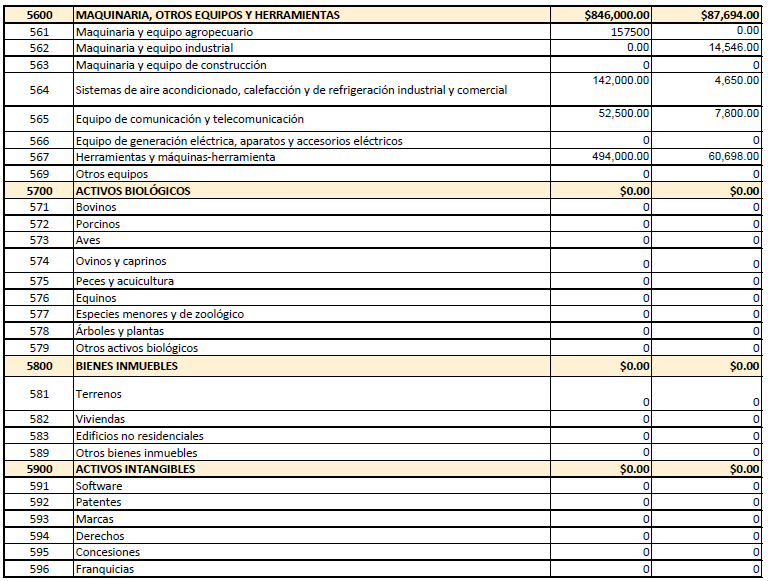 5600 MAQUINARIA, OTROS EQUIPOS Y HERRAMIENTAS $846,000.00 $87,694.00
561 Maquinaria y equipo agropecuario 157500 0.00
562 Maquinaria y equipo industrial 0.00 14,546.00
563 Maquinaria y equipo de construcción 0 0
564 Sistemas de aire acondicionado, calefacción y de refrigeración industrial y comercial 142,000.00 4,650.00
565 Equipo de comunicación y telecomunicación 52,500.00 7,800.00
566 Equipo de generación eléctrica, aparatos y accesorios eléctricos 0 0
567 Herramientas y máquinas-herramienta 494,000.00 60,698.00
569 Otros equipos 0 0
5700 ACTIVOS BIOLÓGICOS $0.00 $0.00
571 Bovinos 0 0
572 Porcinos 0 0
573 Aves 0 0
574 Ovinos y caprinos 0 0
575 Peces y acuicultura 0 0
576 Equinos 0 0
577 Especies menores y de zoológico 0 0
578 Árboles y plantas 0 0
579 Otros activos biológicos 0 0
5800 BIENES INMUEBLES $0.00 $0.00
581 Terrenos 0 0
582 Viviendas 0 0
583 Edificios no residenciales 0 0
589 Otros bienes inmuebles 0 0
5900 ACTIVOS INTANGIBLES $0.00 $0.00
591 Software 0 0
592 Patentes 0 0
593 Marcas 0 0
594 Derechos 0 0
595 Concesiones 0 0
596 Franquicias 0 0